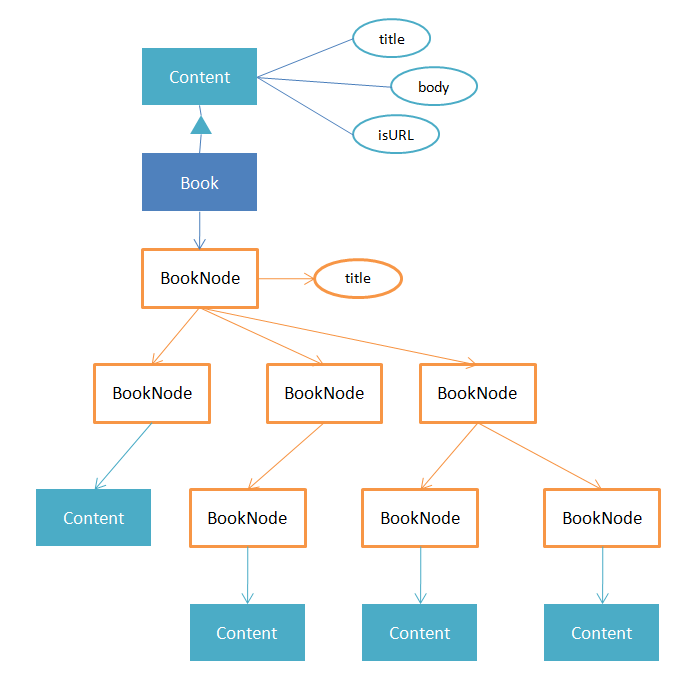 title
Content
body
isURL
Book
BookNode
title
BookNode
BookNode
BookNode
Content
BookNode
BookNode
BookNode
Content
Content
Content